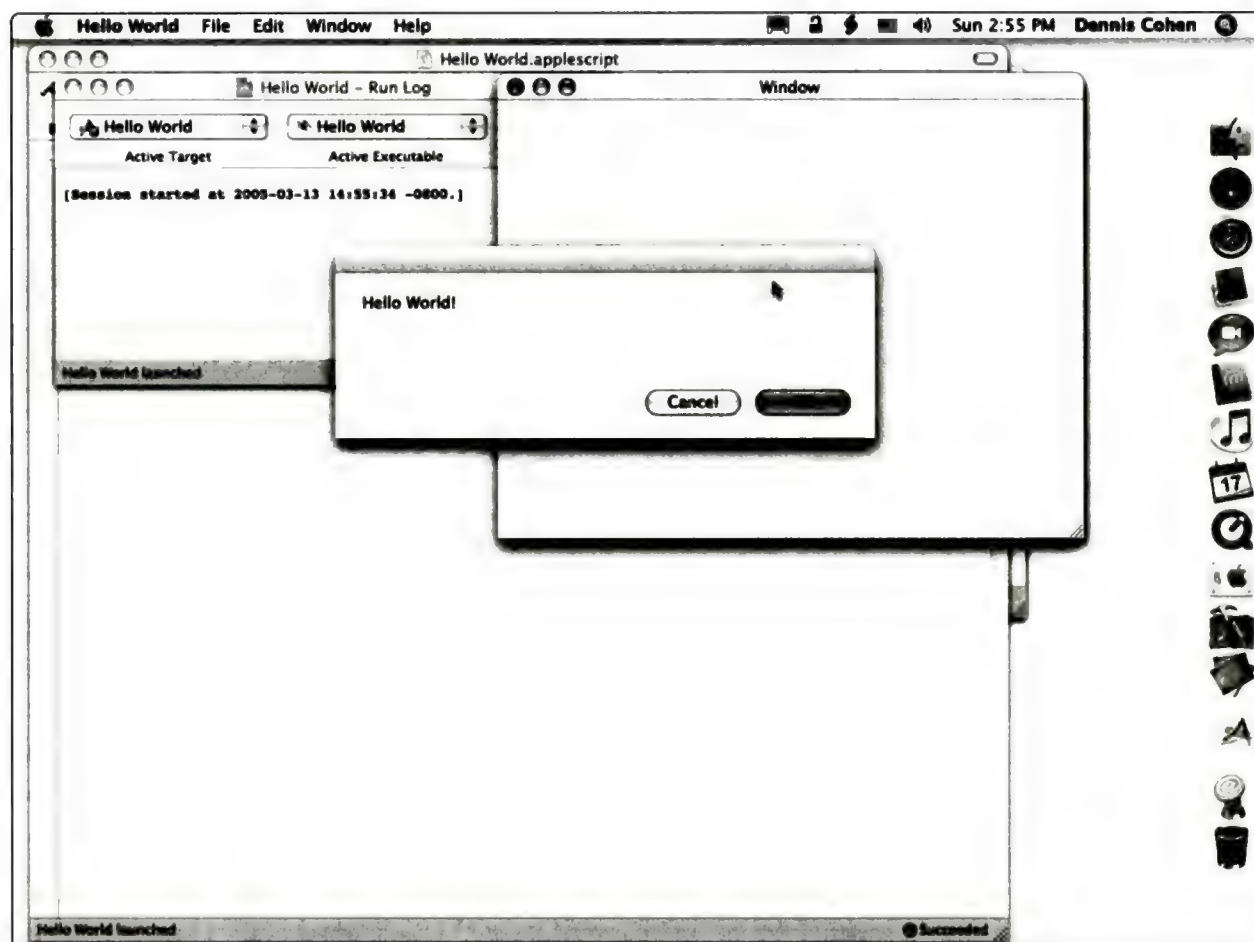 Hello World File Edit Window Help Sun 2:55 PM Dennis Cohen
Hello World.applescript
Hello World – Run Log
Window
Hello World
Hello World
Active Target
Active Executable
[Session started at 2005-03-13 14:55:34 -0800.]
Hello World!
Cancel
Hello World launched
17
Hello World launched
Succeeded